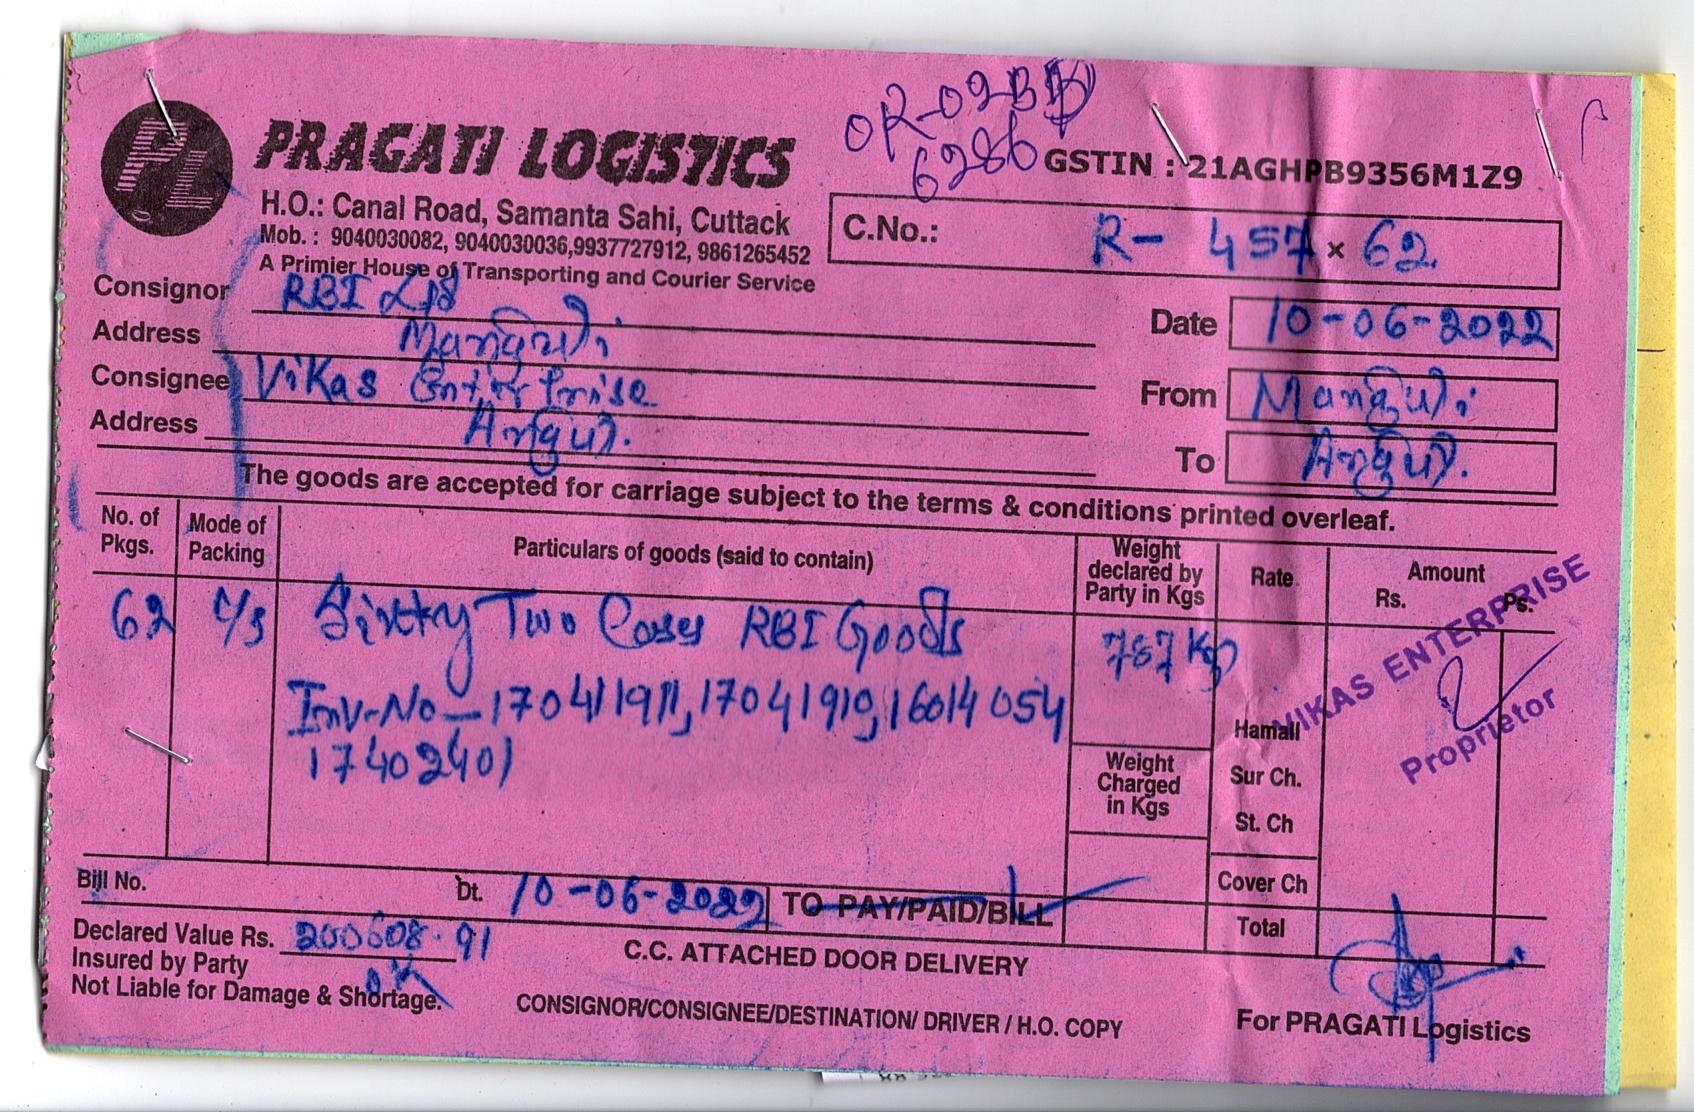 OR-02BD
6286
PL
PRAGATI LOGISTICS
GSTIN : 21AGHPB9356M1Z9
H.O.: Canal Road, Samanta Sahi, Cuttack
Mob. : 9040030082, 9040030036,9937727912, 9861265452
A Primier House of Transporting and Courier Service
C.No.: R- 457 x 62
Consignor RBI
Address Manguli
Date 10-06-2022
Consignee Vikas Enterprise
From Manguli
Address Angul.
To Angul.
The goods are accepted for carriage subject to the terms & conditions printed overleaf.
No. of Pkgs. Mode of Packing Particulars of goods (said to contain) Weight declared by Party in Kgs Rate Amount Rs. Ps.
62 C/s Sixtry Two Cases RBI Goods 787 Kg
Inv-No-170411911, 17041910, 16014054
17402401
VIKAS ENTERPRISE
Proprietor
Hamali
Weight Charged in Kgs
Sur Ch.
St. Ch
Cover Ch
Bill No. Dt. 10-06-2022 TO PAY/PAID/BILL
Total
Declared Value Rs. 200608.91
C.C. ATTACHED DOOR DELIVERY
Insured by Party
OK
Not Liable for Damage & Shortage.
CONSIGNOR/CONSIGNEE/DESTINATION/ DRIVER / H.O. COPY
For PRAGATI Logistics